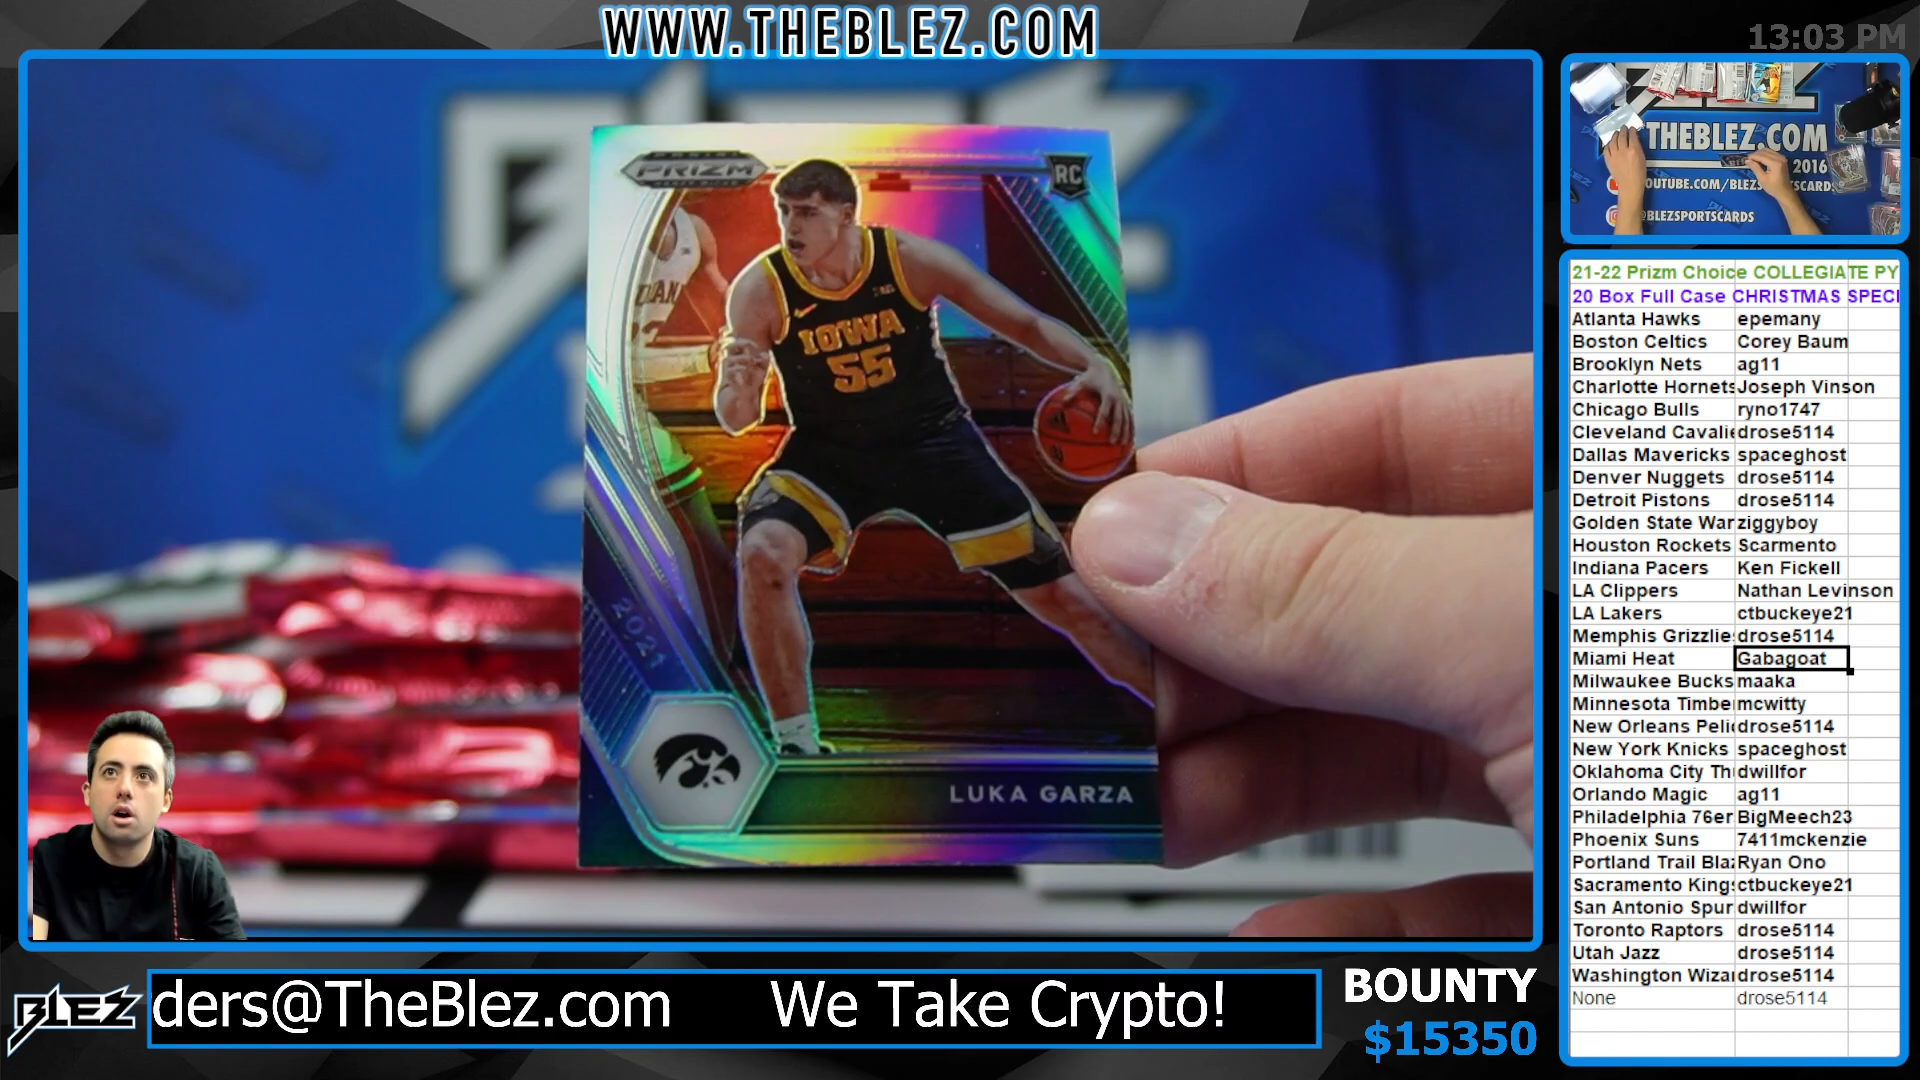 WWW.THEBLEZ.COM
13:03 PM
PRIZM
RC
IOWA
55
2021
LUKA GARZA
THEBLEZ.COM
2016
OUTUBE.COM/BLEZSPORTSCARDS
@BLEZSPORTSCARDS
21-22 Prizm Choice COLLEGIATE PY
20 Box Full Case CHRISTMAS SPECI
Atlanta Hawks epemany
Boston Celtics Corey Baum
Brooklyn Nets ag11
Charlotte Hornets Joseph Vinson
Chicago Bulls ryno1747
Cleveland Cavalie drose5114
Dallas Mavericks spaceghost
Denver Nuggets drose5114
Detroit Pistons drose5114
Golden State War ziggyboy
Houston Rockets Scarmento
Indiana Pacers Ken Fickell
LA Clippers Nathan Levinson
LA Lakers ctbuckeye21
Memphis Grizzlies drose5114
Miami Heat Gabagoat
Milwaukee Bucks maaka
Minnesota Timbe mcwitty
New Orleans Peli drose5114
New York Knicks spaceghost
Oklahoma City Th dwillfor
Orlando Magic ag11
Philadelphia 76er BigMeech23
Phoenix Suns 7411mckenzie
Portland Trail Blaz Ryan Ono
Sacramento Kings ctbuckeye21
San Antonio Spur dwillfor
Toronto Raptors drose5114
Utah Jazz drose5114
Washington Wizar drose5114
None drose5114
BLEZ
ders@TheBlez.com We Take Crypto!
BOUNTY
$15350